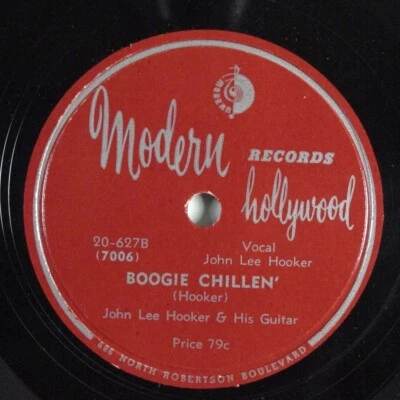 Modern
RECORDS
hollywood
20-627B
(7006)
Vocal
John Lee Hooker
BOOGIE CHILLEN'
(Hooker)
John Lee Hooker & His Guitar
Price 79c
686 NORTH ROBERTSON BOULEVARD